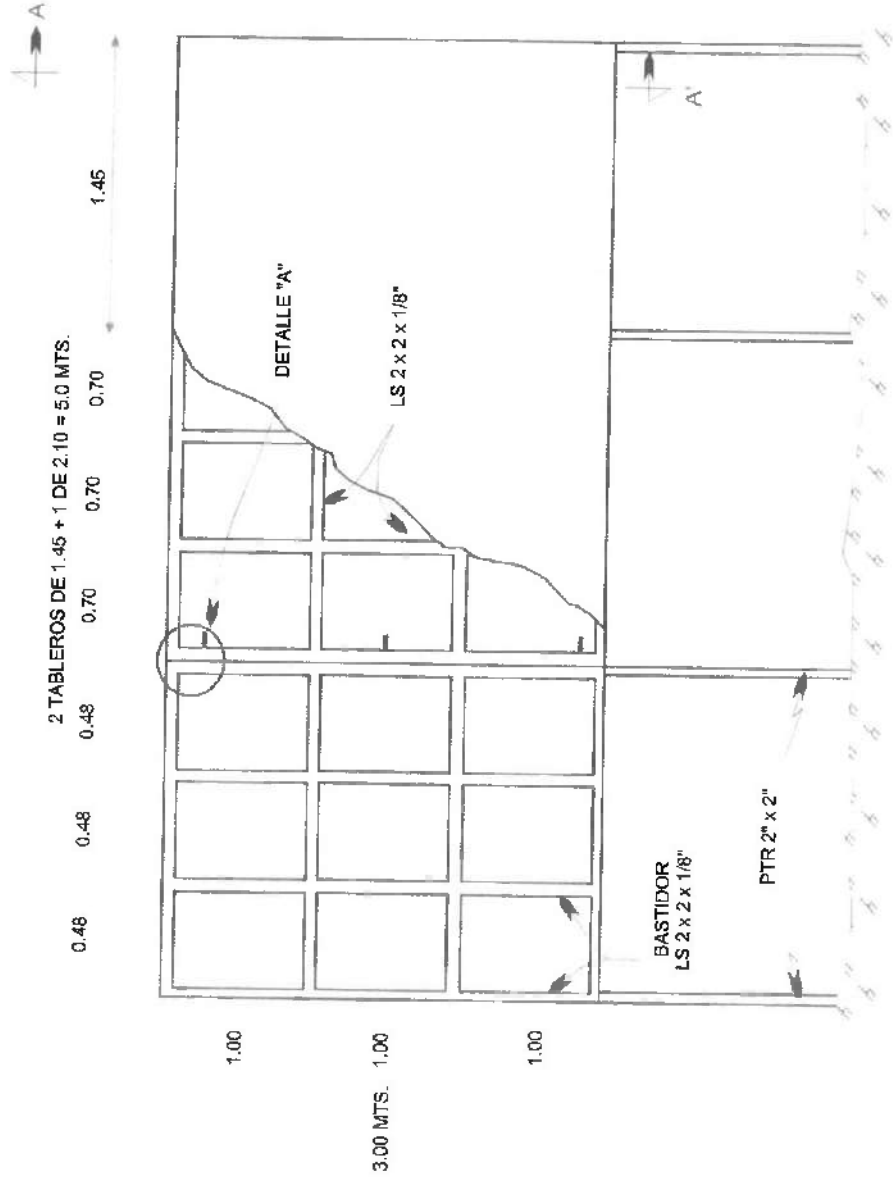 2 TABLEROS DE 1.45 + 1 DE 2.10 = 5.0 MTS.
0.48 0.48 0.48 0.70 0.70 0.70 1.45
A
DETALLE "A"
LS 2 x 2 x 1/8"
1.00
3.00 MTS. 1.00
1.00
BASTIDOR
LS 2 x 2 x 1/8"
PTR 2" x 2"
A'